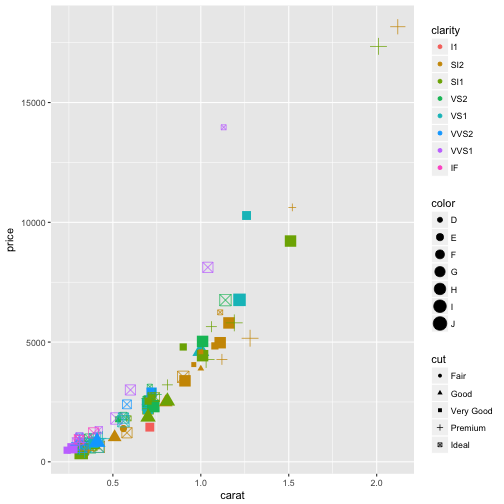 clarity
I1
SI2
SI1
VS2
VS1
VVS2
VVS1
IF
color
D
E
F
G
H
I
J
cut
Fair
Good
Very Good
Premium
Ideal
price
15000
10000
5000
0
0.5
1.0
1.5
2.0
carat